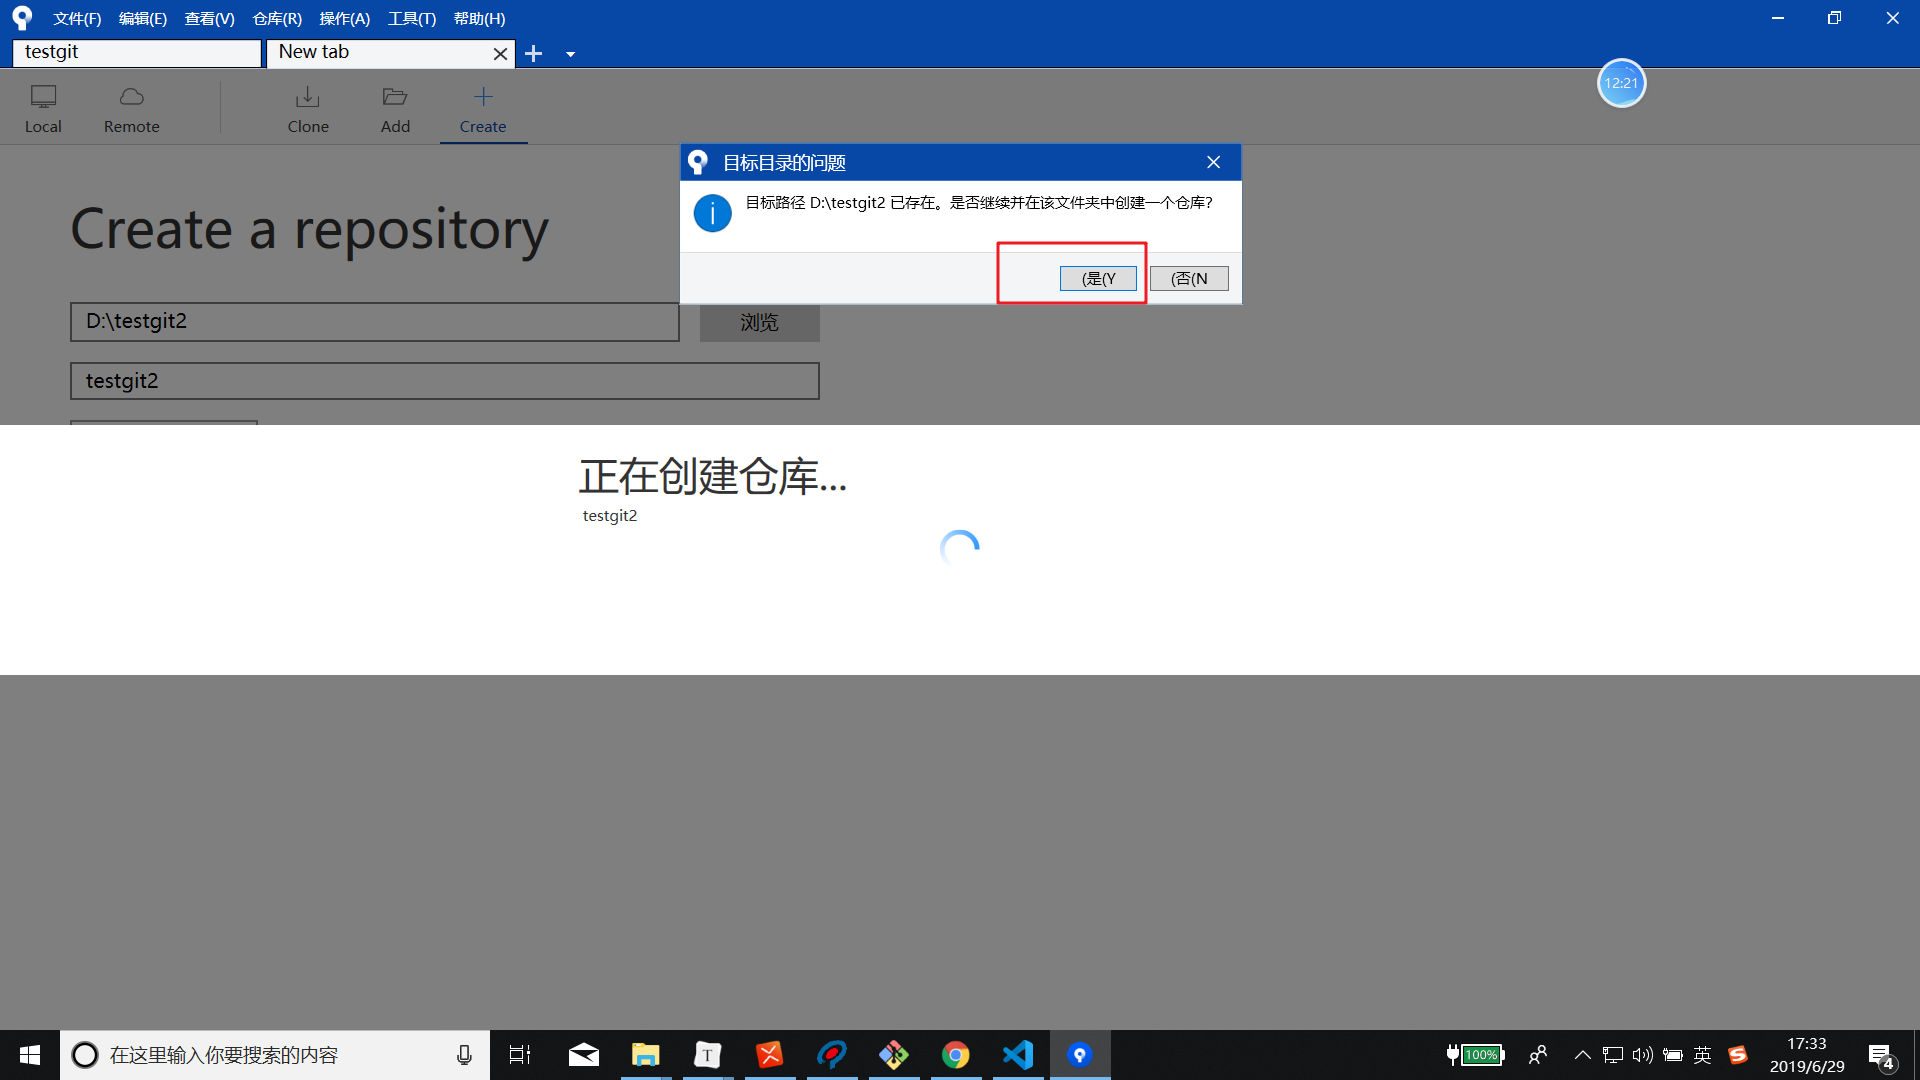 文件(F) 编辑(E) 查看(V) 仓库(R) 操作(A) 工具(T) 帮助(H)
testgit
New tab
12:21
Local
Remote
Clone
Add
Create
目标目录的问题
目标路径 D:\testgit2 已存在。是否继续并在该文件夹中创建一个仓库?
(是(Y
(否(N
Create a repository
D:\testgit2
浏览
testgit2
正在创建仓库...
testgit2
在这里输入你要搜索的内容
T
100%
英
S
17:33
2019/6/29
4